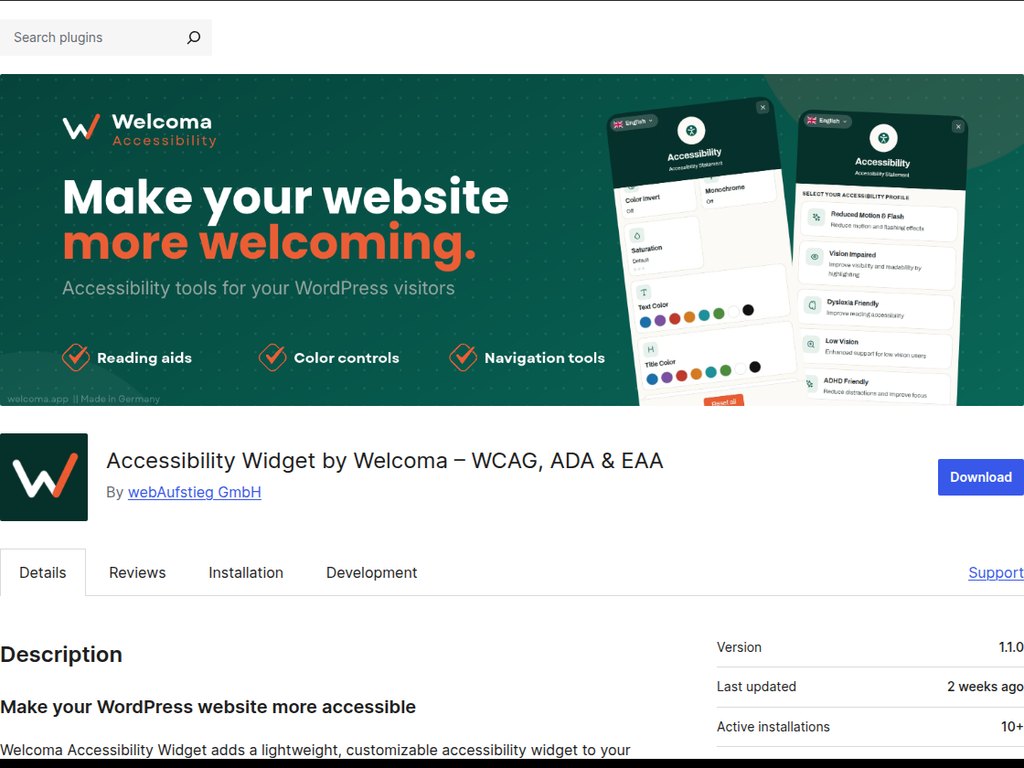 Search plugins
Welcoma
Accessibility
Make your website
more welcoming.
Accessibility tools for your WordPress visitors
Reading aids
Color controls
Navigation tools
welcoma.app || Made in Germany
English
Accessibility
Accessibility Statement
Color Invert
Off
Monochrome
Off
Saturation
Default
Text Color
Title Color
Reset all
English
Accessibility
Accessibility Statement
SELECT YOUR ACCESSIBILITY PROFILE
Reduced Motion & Flash
Reduce motion and flashing effects
Vision Impaired
Improve visibility and readability by
highlighting
Dyslexia Friendly
Improve reading accessibility
Low Vision
Enhanced support for low vision users
ADHD Friendly
Reduce distractions and improve focus
Accessibility Widget by Welcoma – WCAG, ADA & EAA
By webAufstieg GmbH
Download
Details
Reviews
Installation
Development
Support
Description
Make your WordPress website more accessible
Welcoma Accessibility Widget adds a lightweight, customizable accessibility widget to your
Version 1.1.0
Last updated 2 weeks ago
Active installations 10+